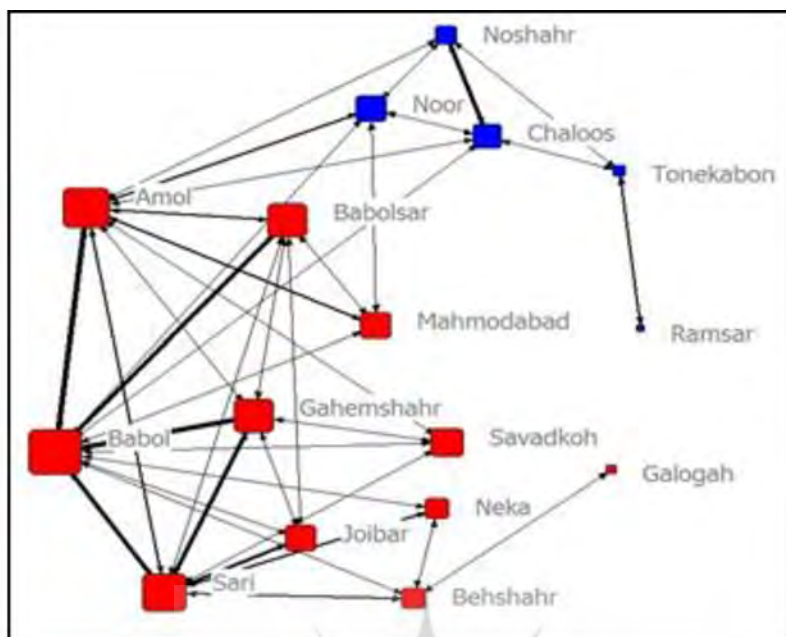 Noshahr
Noor
Chaloos
Tonekabon
Amol
Babolsar
Mahmodabad
Ramsar
Gahemshahr
Babol
Savadkoh
Galogah
Neka
Joibar
Sari
Behshahr